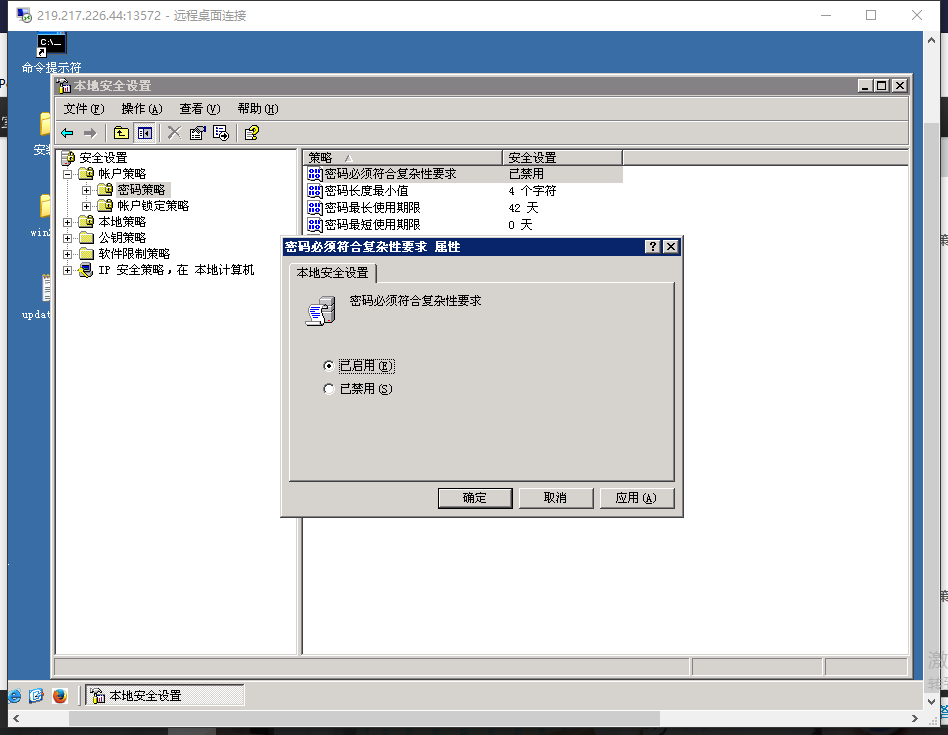 219.217.226.44:13572 - 远程桌面连接
命令提示符
本地安全设置
文件(F) 操作(A) 查看(V) 帮助(H)
安全设置
帐户策略
密码策略
帐户锁定策略
本地策略
公钥策略
软件限制策略
IP 安全策略，在 本地计算机
策略 安全设置
密码必须符合复杂性要求 已禁用
密码长度最小值 4 个字符
密码最长使用期限 42 天
密码最短使用期限 0 天
密码必须符合复杂性要求 属性
本地安全设置
密码必须符合复杂性要求
已启用(E)
已禁用(S)
确定 取消 应用(A)
安
win
updat
本地安全设置
激